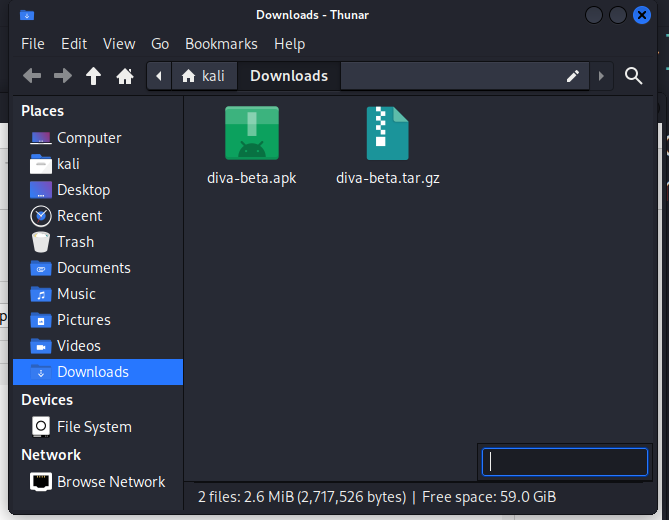 Downloads - Thunar
File Edit View Go Bookmarks Help
kali Downloads
Places
Computer
kali
Desktop
Recent
Trash
Documents
Music
Pictures
Videos
Downloads
Devices
File System
Network
Browse Network
diva-beta.apk diva-beta.tar.gz
2 files: 2.6 MiB (2,717,526 bytes) | Free space: 59.0 GiB